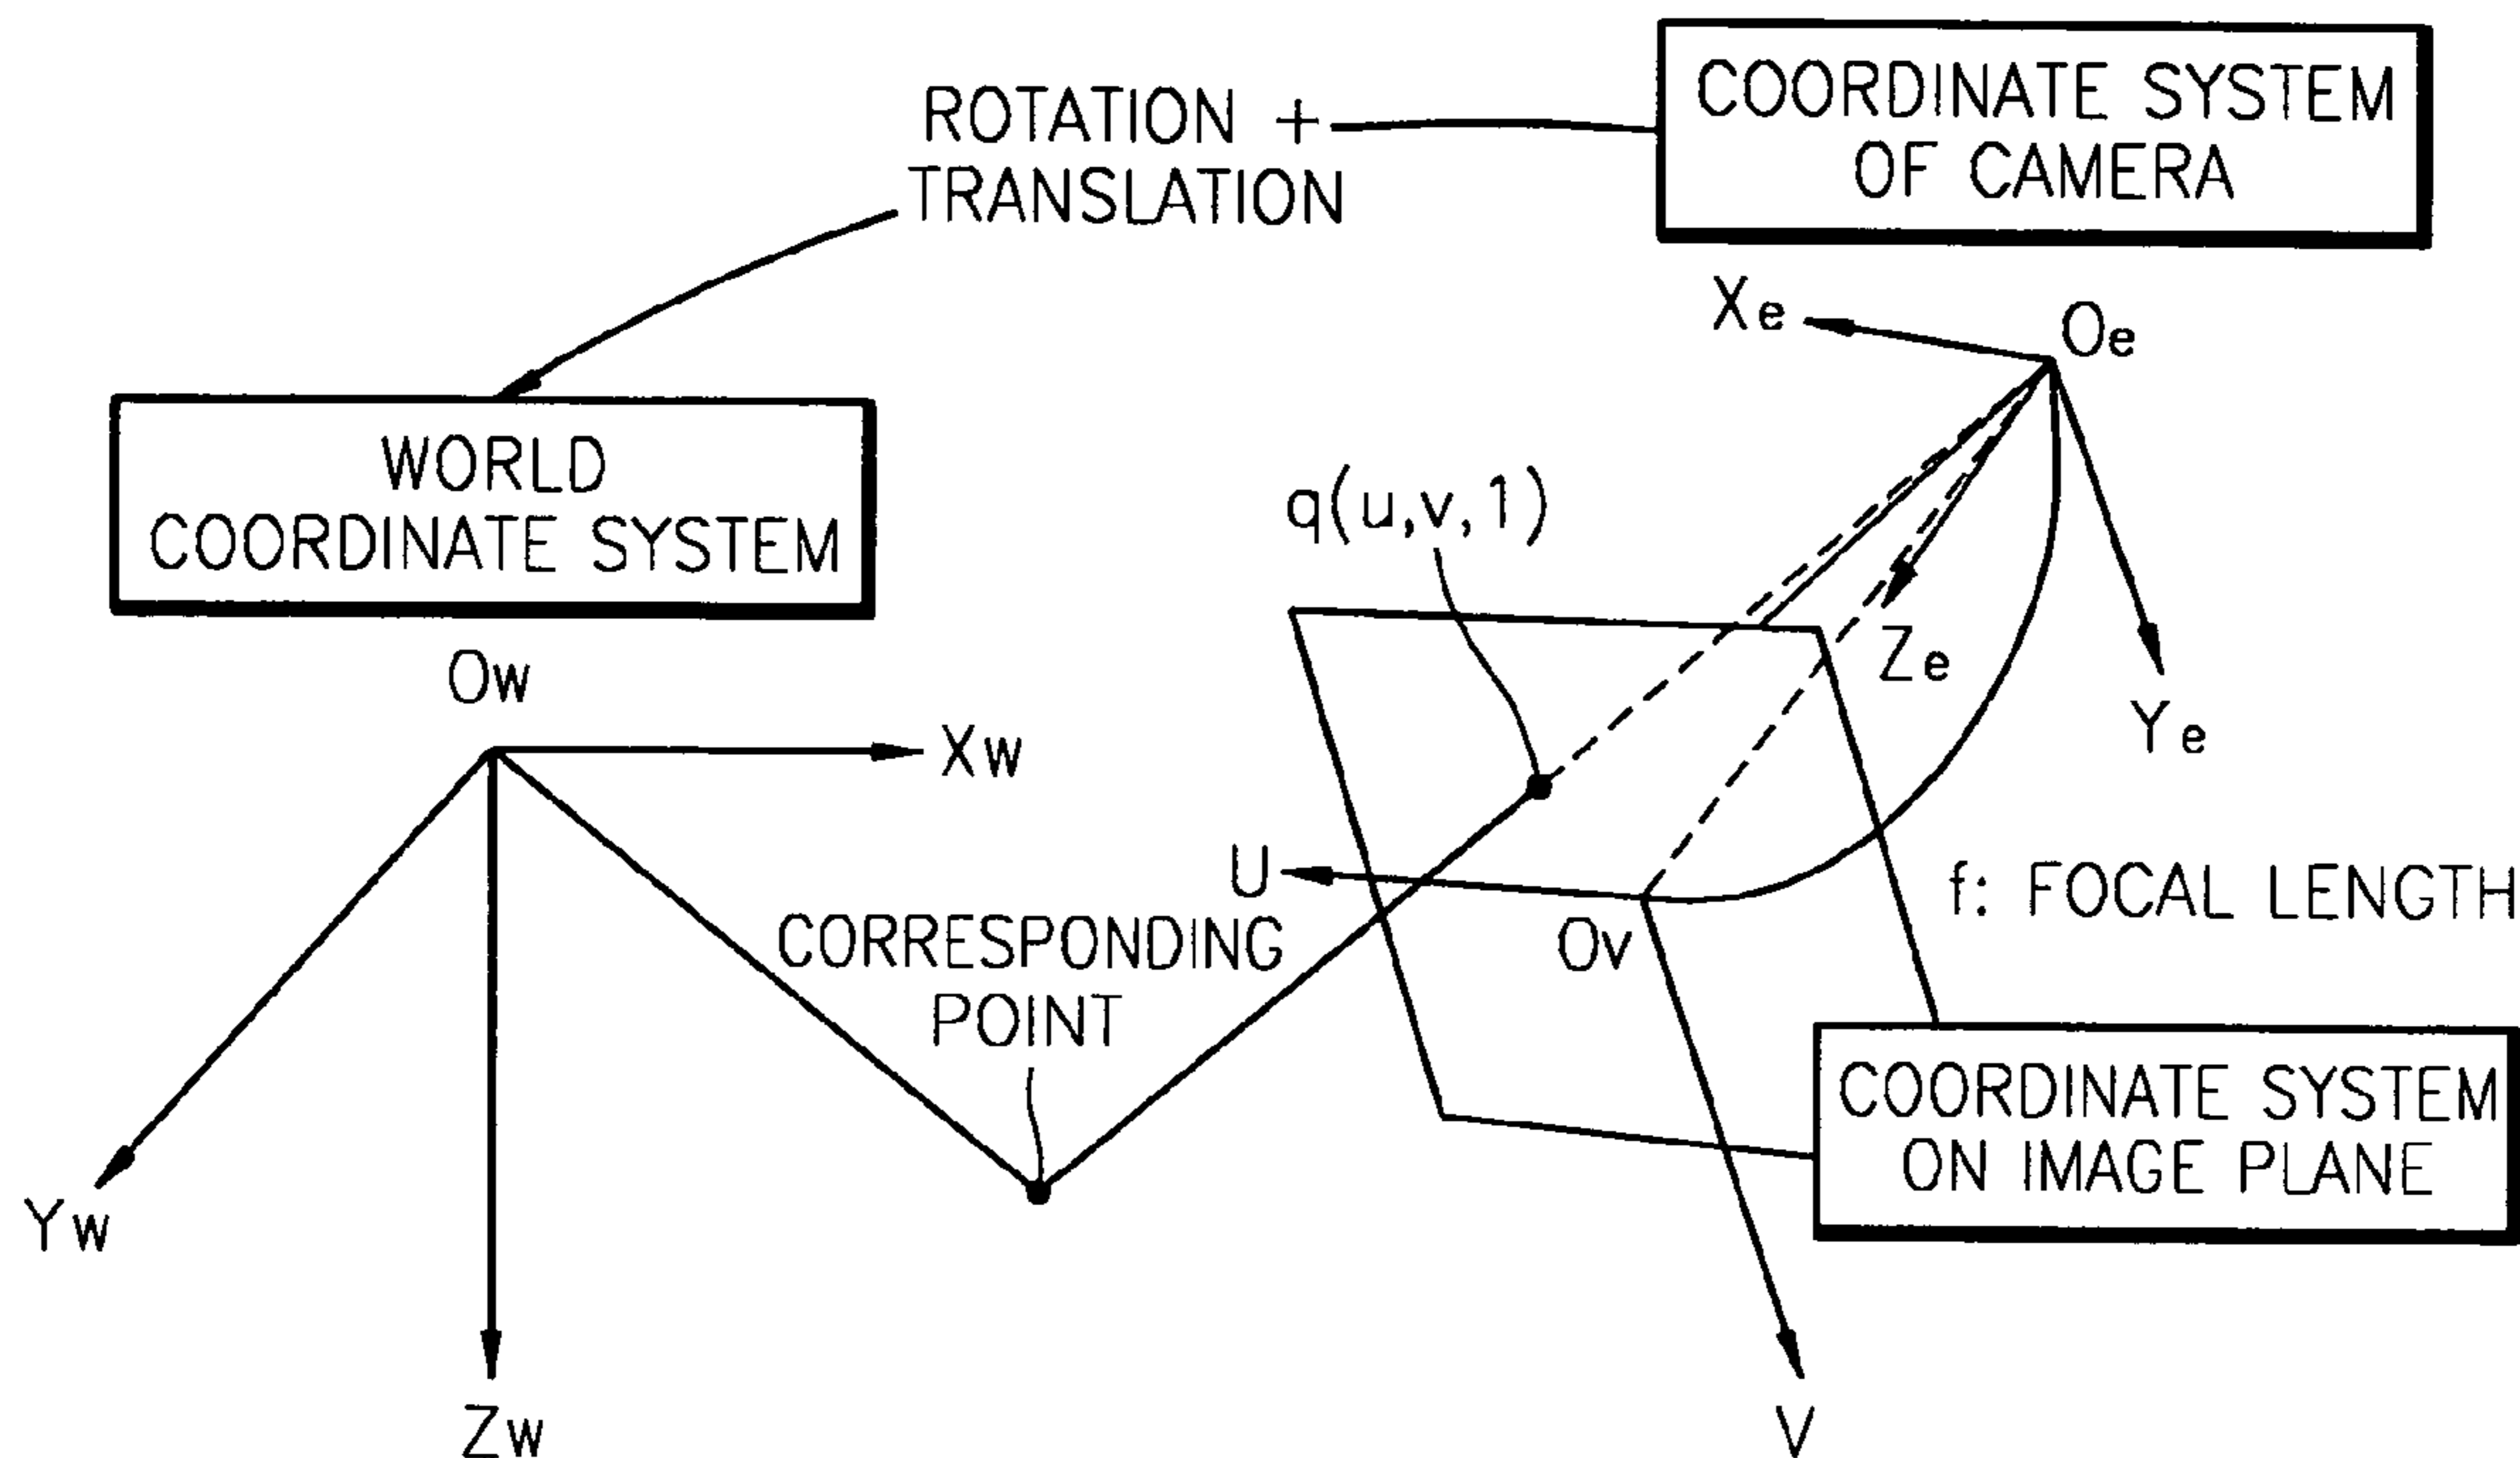 COORDINATE SYSTEM
OF CAMERA
ROTATION +
TRANSLATION
Xe
Oe
WORLD
COORDINATE SYSTEM
q(u,v,1)
Ze
Ye
Ow
Xw
U
f: FOCAL LENGTH
CORRESPONDING
POINT
Ov
COORDINATE SYSTEM
ON IMAGE PLANE
Yw
Zw
V